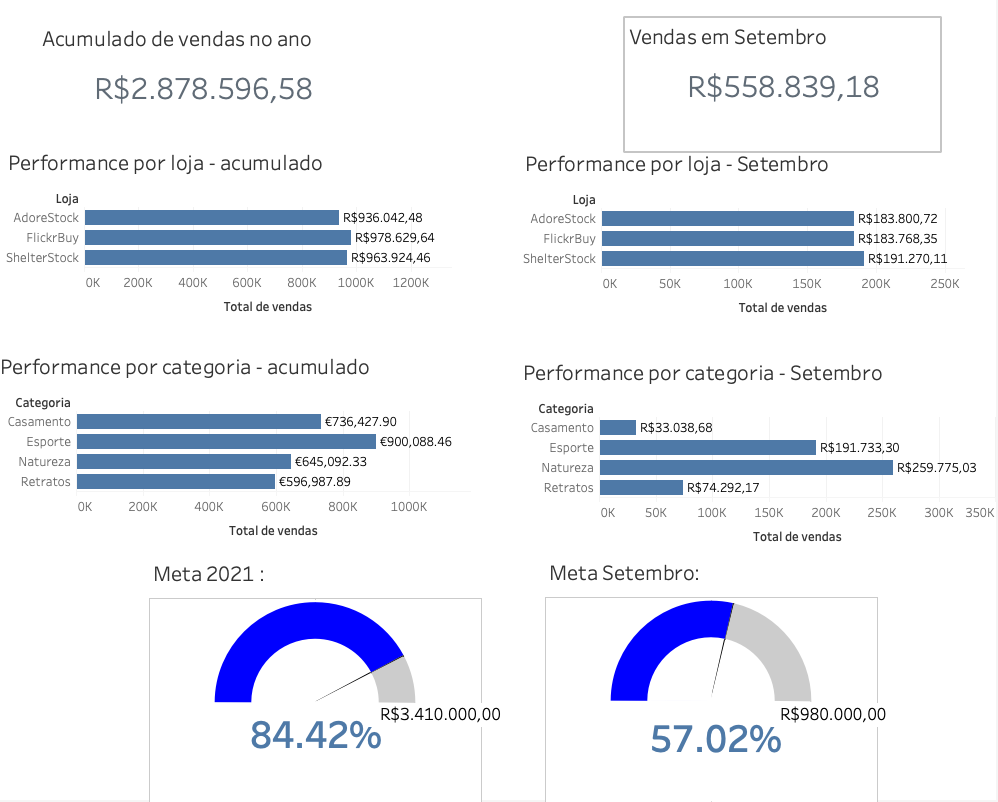 Acumulado de vendas no ano
R$2.878.596,58
Vendas em Setembro
R$558.839,18
Performance por loja - acumulado
Loja
AdoreStock R$936.042,48
FlickrBuy R$978.629,64
ShelterStock R$963.924,46
0K 200K 400K 600K 800K 1000K 1200K
Total de vendas
Performance por loja - Setembro
Loja
AdoreStock R$183.800,72
FlickrBuy R$183.768,35
ShelterStock R$191.270,11
0K 50K 100K 150K 200K 250K
Total de vendas
Performance por categoria - acumulado
Categoria
Casamento €736,427.90
Esporte €900,088.46
Natureza €645,092.33
Retratos €596,987.89
0K 200K 400K 600K 800K 1000K
Total de vendas
Performance por categoria - Setembro
Categoria
Casamento R$33.038,68
Esporte R$191.733,30
Natureza R$259.775,03
Retratos R$74.292,17
0K 50K 100K 150K 200K 250K 300K 350K
Total de vendas
Meta 2021 :
R$3.410.000,00
84.42%
Meta Setembro:
R$980.000,00
57.02%